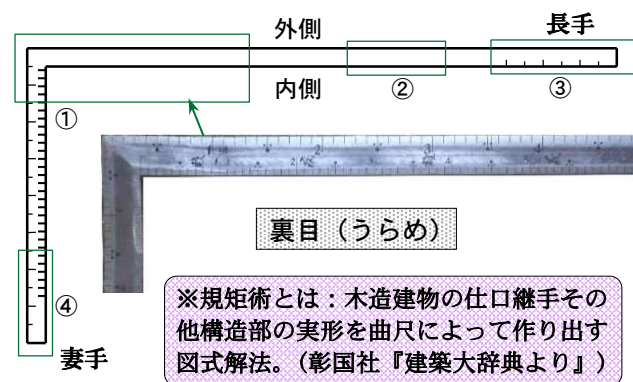 外側
長手
内側
②
③
①
裏目（うらめ）
④
※規矩術とは：木造建物の仕口継手その
他構造部の実形を曲尺によって作り出す
図式解法。（彰国社『建築大辞典より』）
妻手